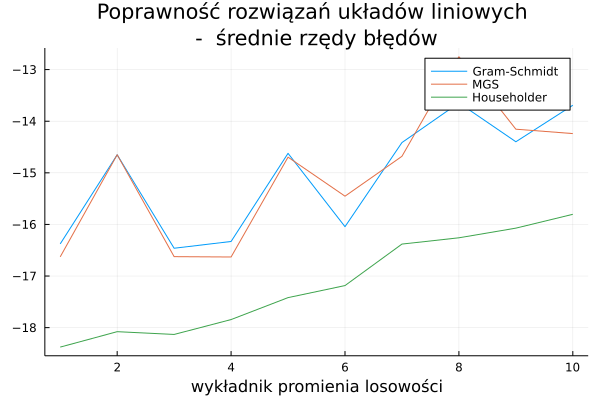 Poprawność rozwiązań układów liniowych
- średnie rzędy błędów
−13
−14
−15
−16
−17
−18
Gram-Schmidt
MGS
Householder
2 4 6 8 10
wykładnik promienia losowości